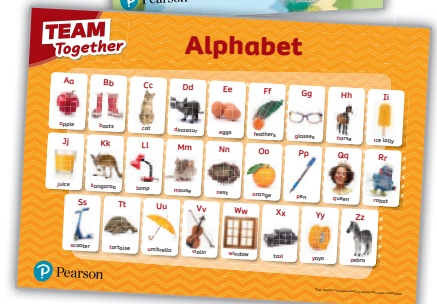 Pearson
TEAM
Together
Alphabet
Aa
apple
Bb
boots
Cc
cat
Dd
dinosaur
Ee
eggs
Ff
feathers
Gg
glasses
Hh
horse
Ii
ice lolly
Jj
juice
Kk
kangaroo
Ll
lamp
Mm
mouse
Nn
nest
Oo
orange
Pp
pen
Qq
queen
Rr
robot
Ss
scooter
Tt
tortoise
Uu
umbrella
Vv
violin
Ww
window
Xx
taxi
Yy
yoyo
Zz
zebra
Pearson